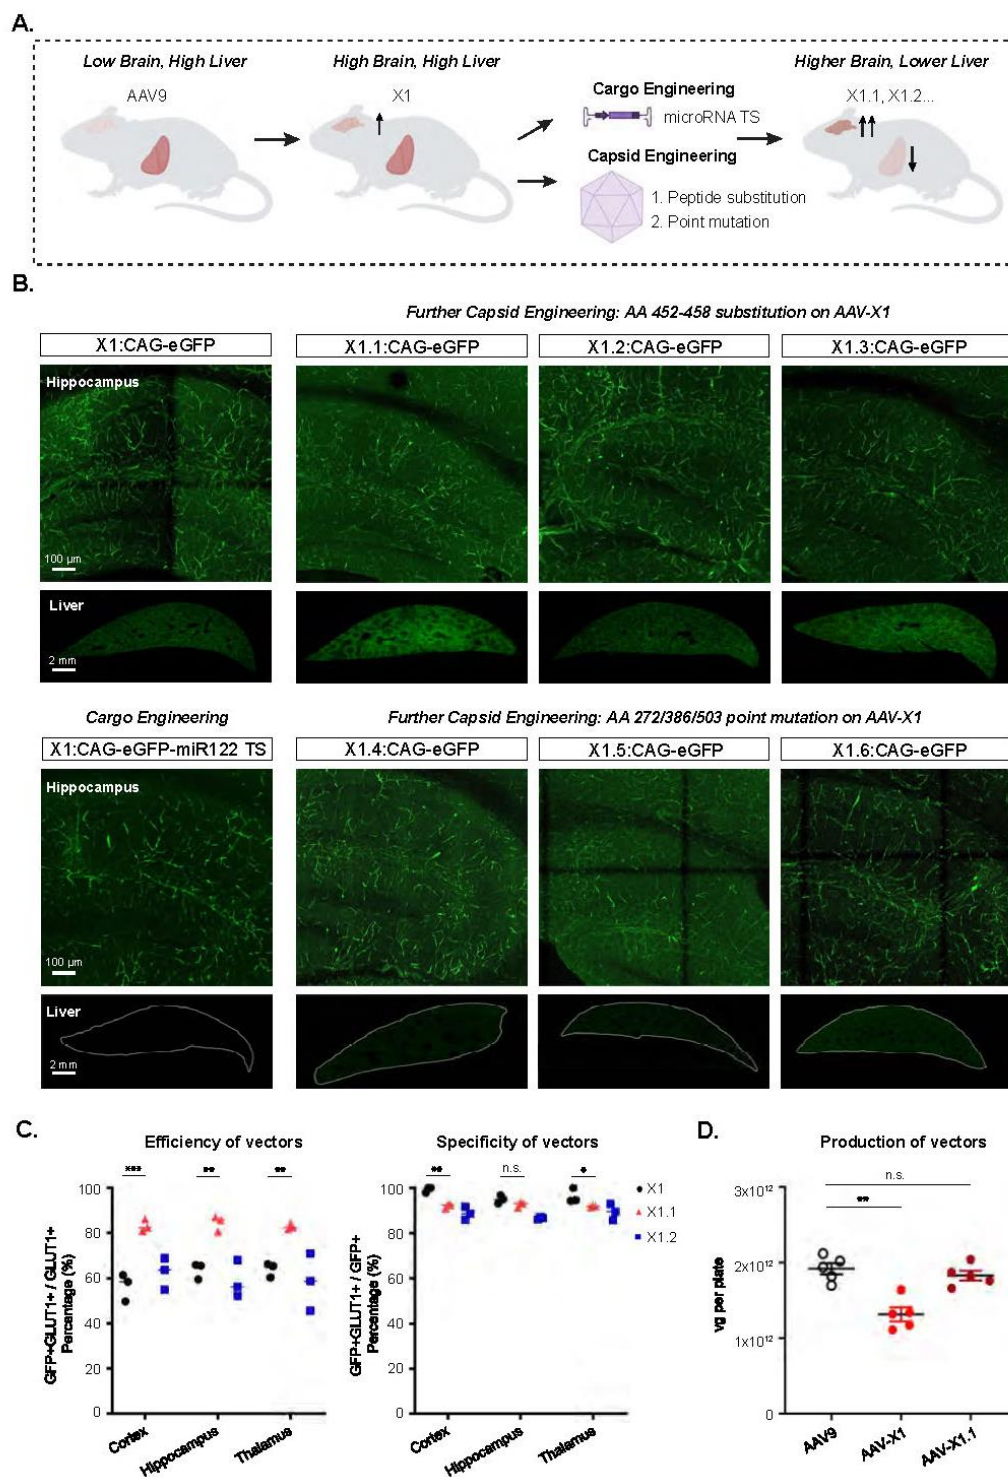 A.
Low Brain, High Liver
High Brain, High Liver
Higher Brain, Lower Liver
AAV9
X1
Cargo Engineering
microRNA TS
X1.1, X1.2...
Capsid Engineering
1. Peptide substitution
2. Point mutation
B.
Further Capsid Engineering: AA 452-458 substitution on AAV-X1
X1:CAG-eGFP
X1.1:CAG-eGFP
X1.2:CAG-eGFP
X1.3:CAG-eGFP
Hippocampus
100 µm
Liver
2 mm
Cargo Engineering
Further Capsid Engineering: AA 272/386/503 point mutation on AAV-X1
X1:CAG-eGFP-miR122 TS
X1.4:CAG-eGFP
X1.5:CAG-eGFP
X1.6:CAG-eGFP
Hippocampus
100 µm
Liver
2 mm
C.
Efficiency of vectors
*** ** **
GFP+GLUT1+ / GLUT1+
Percentage (%)
100
80
60
40
20
0
Cortex
Hippocampus
Thalamus
Specificity of vectors
** n.s. *
GFP+GLUT1+ / GFP+
Percentage (%)
100
80
60
40
20
0
Cortex
Hippocampus
Thalamus
X1
X1.1
X1.2
D.
Production of vectors
n.s.
**
vg per plate
3x10¹²
2x10¹²
1x10¹²
0
AAV9
AAV-X1
AAV-X1.1